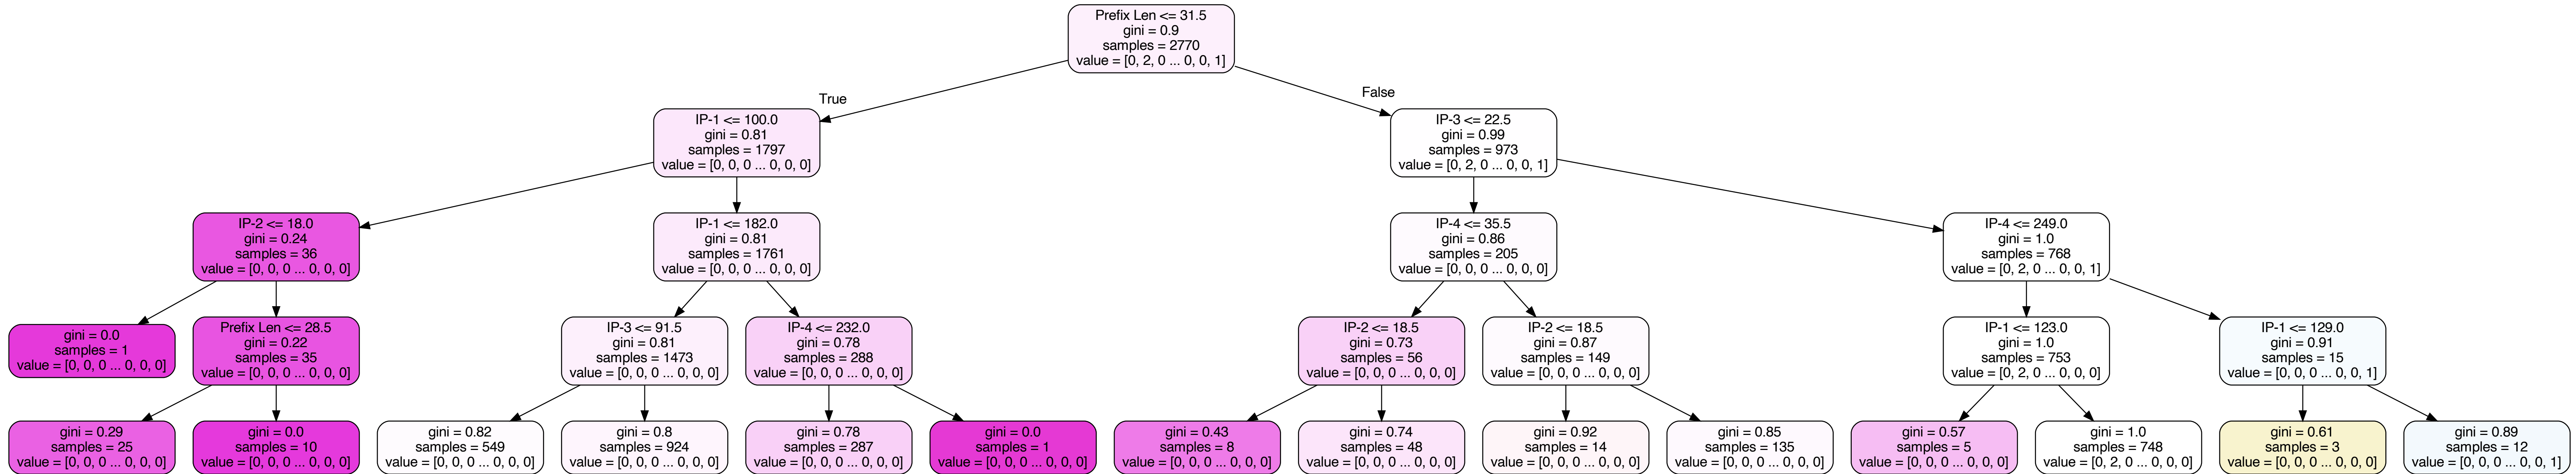 Prefix Len <= 31.5
gini = 0.9
samples = 2770
value = [0, 2, 0 ... 0, 0, 1]
True
False
IP-1 <= 100.0
gini = 0.81
samples = 1797
value = [0, 0, 0 ... 0, 0, 0]
IP-3 <= 22.5
gini = 0.99
samples = 973
value = [0, 2, 0 ... 0, 0, 1]
IP-2 <= 18.0
gini = 0.24
samples = 36
value = [0, 0, 0 ... 0, 0, 0]
IP-1 <= 182.0
gini = 0.81
samples = 1761
value = [0, 0, 0 ... 0, 0, 0]
IP-4 <= 35.5
gini = 0.86
samples = 205
value = [0, 0, 0 ... 0, 0, 0]
IP-4 <= 249.0
gini = 1.0
samples = 768
value = [0, 2, 0 ... 0, 0, 1]
gini = 0.0
samples = 1
value = [0, 0, 0 ... 0, 0, 0]
Prefix Len <= 28.5
gini = 0.22
samples = 35
value = [0, 0, 0 ... 0, 0, 0]
IP-3 <= 91.5
gini = 0.81
samples = 1473
value = [0, 0, 0 ... 0, 0, 0]
IP-4 <= 232.0
gini = 0.78
samples = 288
value = [0, 0, 0 ... 0, 0, 0]
IP-2 <= 18.5
gini = 0.73
samples = 56
value = [0, 0, 0 ... 0, 0, 0]
IP-2 <= 18.5
gini = 0.87
samples = 149
value = [0, 0, 0 ... 0, 0, 0]
IP-1 <= 123.0
gini = 1.0
samples = 753
value = [0, 2, 0 ... 0, 0, 0]
IP-1 <= 129.0
gini = 0.91
samples = 15
value = [0, 0, 0 ... 0, 0, 1]
gini = 0.29
samples = 25
value = [0, 0, 0 ... 0, 0, 0]
gini = 0.0
samples = 10
value = [0, 0, 0 ... 0, 0, 0]
gini = 0.82
samples = 549
value = [0, 0, 0 ... 0, 0, 0]
gini = 0.8
samples = 924
value = [0, 0, 0 ... 0, 0, 0]
gini = 0.78
samples = 287
value = [0, 0, 0 ... 0, 0, 0]
gini = 0.0
samples = 1
value = [0, 0, 0 ... 0, 0, 0]
gini = 0.43
samples = 8
value = [0, 0, 0 ... 0, 0, 0]
gini = 0.74
samples = 48
value = [0, 0, 0 ... 0, 0, 0]
gini = 0.92
samples = 14
value = [0, 0, 0 ... 0, 0, 0]
gini = 0.85
samples = 135
value = [0, 0, 0 ... 0, 0, 0]
gini = 0.57
samples = 5
value = [0, 0, 0 ... 0, 0, 0]
gini = 1.0
samples = 748
value = [0, 2, 0 ... 0, 0, 0]
gini = 0.61
samples = 3
value = [0, 0, 0 ... 0, 0, 0]
gini = 0.89
samples = 12
value = [0, 0, 0 ... 0, 0, 1]